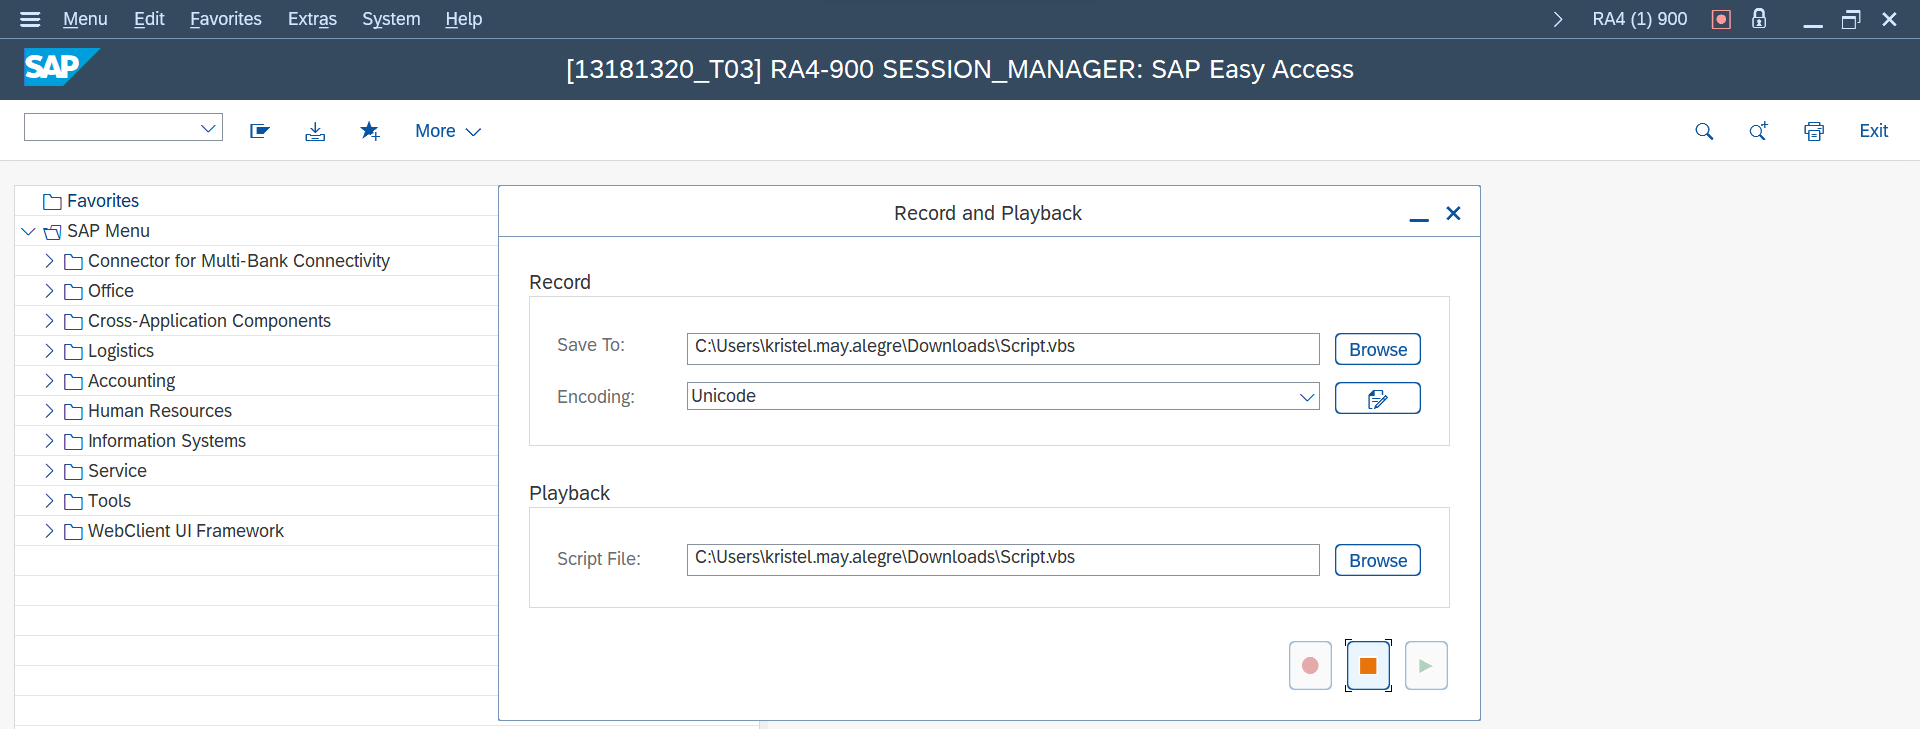 Menu Edit Favorites Extras System Help RA4 (1) 900
SAP [13181320_T03] RA4-900 SESSION_MANAGER: SAP Easy Access
More Exit
Favorites
SAP Menu
Connector for Multi-Bank Connectivity
Office
Cross-Application Components
Logistics
Accounting
Human Resources
Information Systems
Service
Tools
WebClient UI Framework
Record and Playback
Record
Save To: C:\Users\kristel.may.alegre\Downloads\Script.vbs Browse
Encoding: Unicode
Playback
Script File: C:\Users\kristel.may.alegre\Downloads\Script.vbs Browse